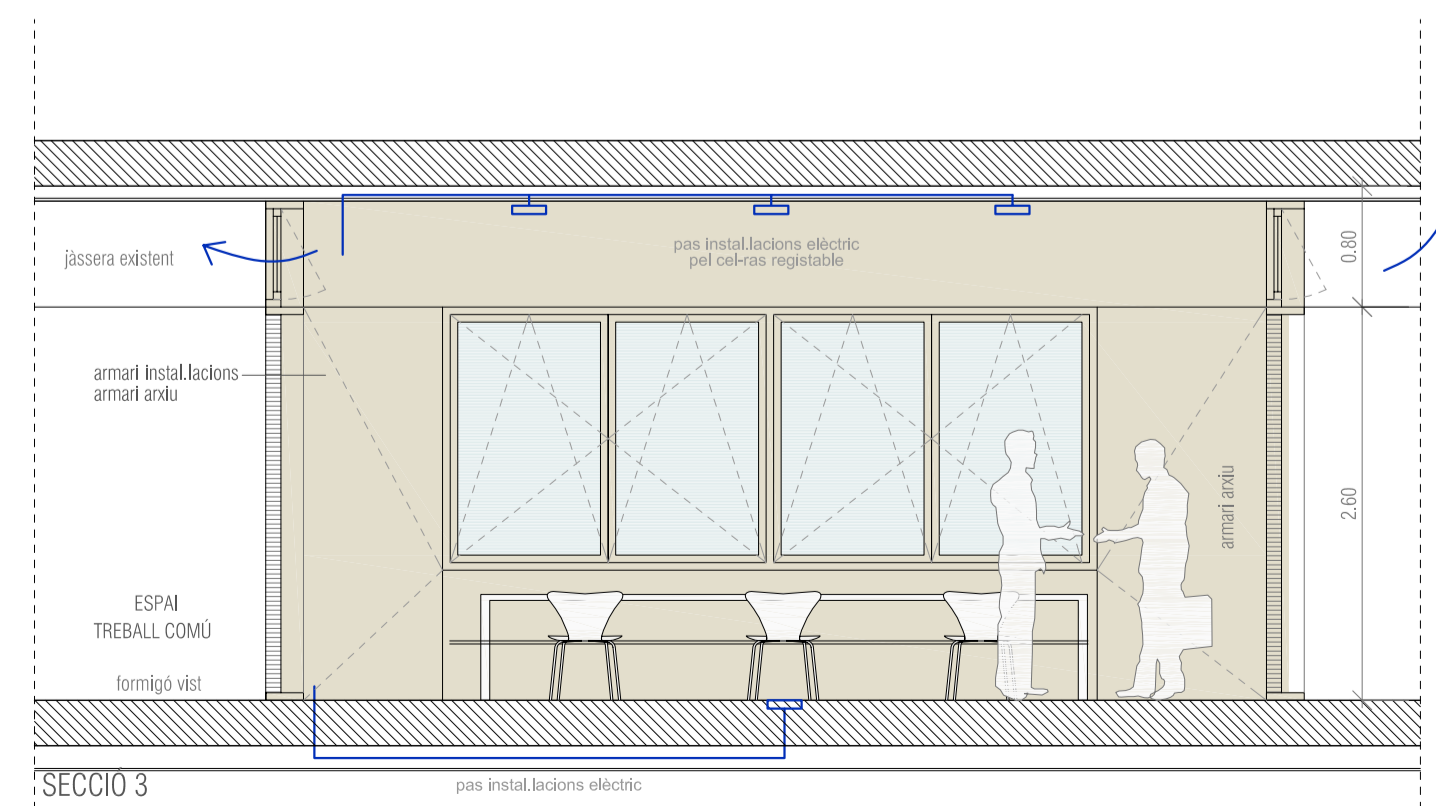 pas instal.lacions elèctric
pel cel-ras registable
jàssera existent
0.80
armari instal.lacions
armari arxiu
armari arxiu
2.60
ESPAI
TREBALL COMÚ
formigó vist
SECCIÓ 3
pas instal.lacions elèctric